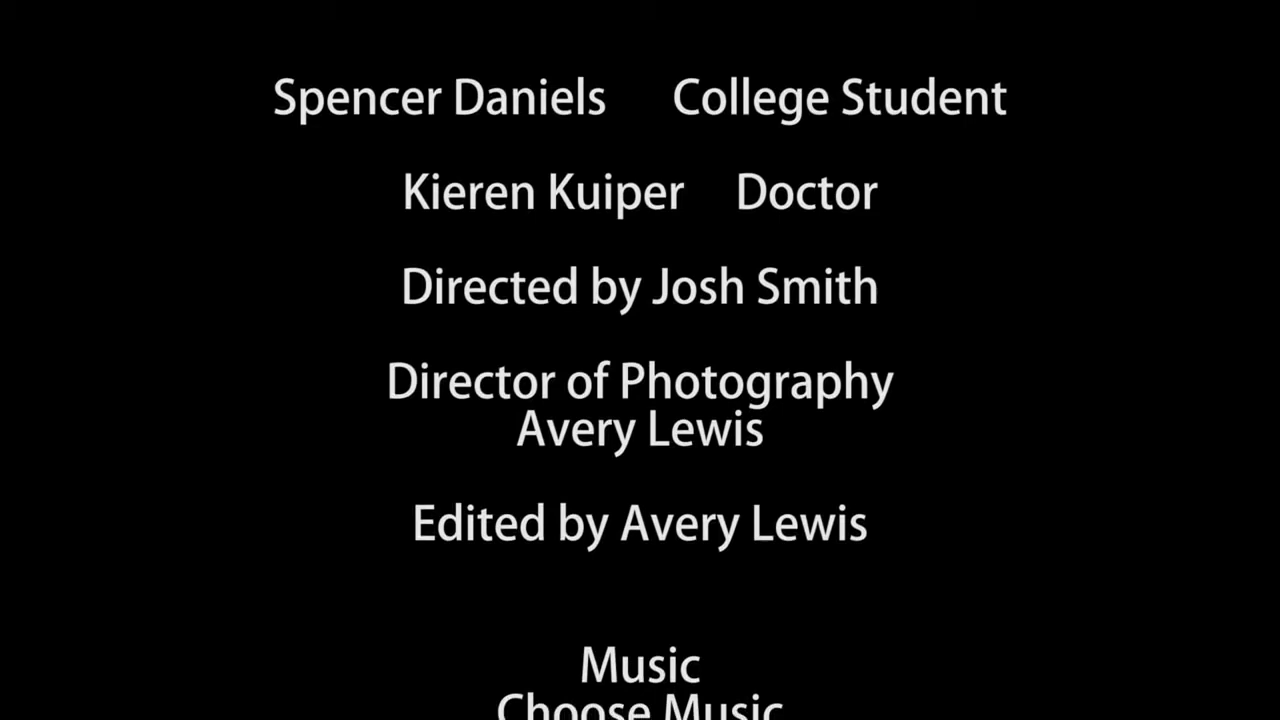 Spencer Daniels College Student
Kieren Kuiper Doctor
Directed by Josh Smith
Director of Photography
Avery Lewis
Edited by Avery Lewis
Music
Choose Music